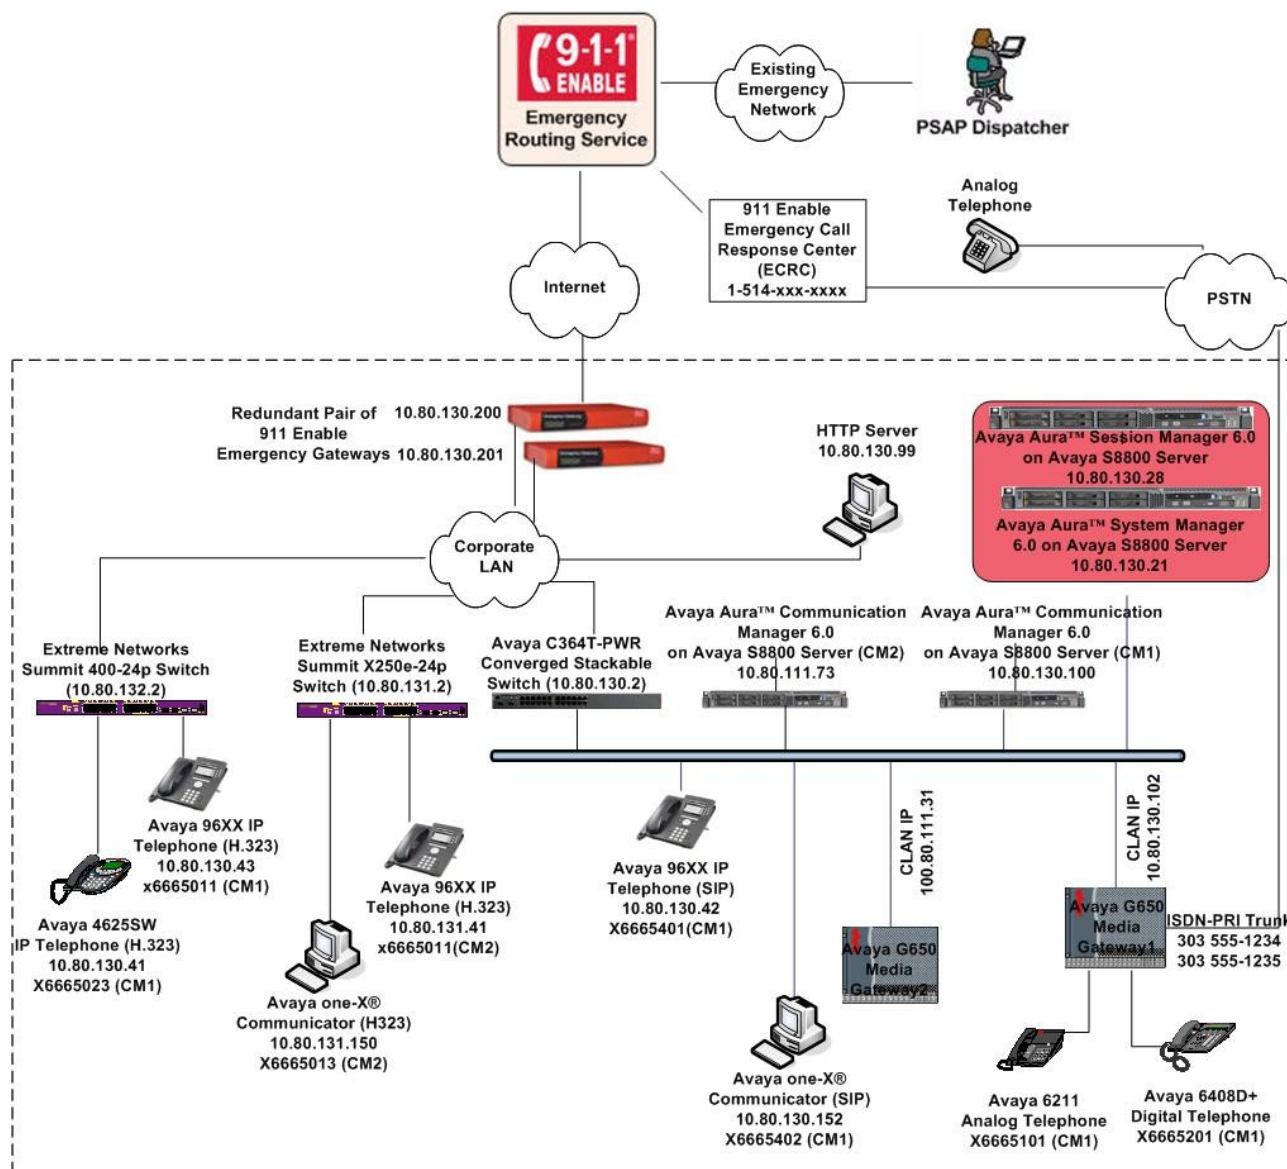 9-1-1®
ENABLE
Emergency
Routing Service
Existing
Emergency
Network
PSAP Dispatcher
911 Enable
Emergency Call
Response Center
(ECRC)
1-514-xxx-xxxx
Analog
Telephone
Internet
PSTN
Redundant Pair of
911 Enable
Emergency Gateways
10.80.130.200
10.80.130.201
HTTP Server
10.80.130.99
Avaya Aura™ Session Manager 6.0
on Avaya S8800 Server
10.80.130.28
Avaya Aura™ System Manager
6.0 on Avaya S8800 Server
10.80.130.21
Corporate
LAN
Extreme Networks
Summit 400-24p Switch
(10.80.132.2)
Extreme Networks
Summit X250e-24p
Switch (10.80.131.2)
Avaya C364T-PWR
Converged Stackable
Switch (10.80.130.2)
Avaya Aura™ Communication
Manager 6.0
on Avaya S8800 Server (CM2)
10.80.111.73
Avaya Aura™ Communication
Manager 6.0
on Avaya S8800 Server (CM1)
10.80.130.100
Avaya 96XX IP
Telephone (H.323)
10.80.130.43
x6665011 (CM1)
Avaya 4625SW
IP Telephone (H.323)
10.80.130.41
X6665023 (CM1)
Avaya 96XX IP
Telephone (H.323)
10.80.131.41
x6665011(CM2)
Avaya one-X®
Communicator (H323)
10.80.131.150
X6665013 (CM2)
Avaya 96XX IP
Telephone (SIP)
10.80.130.42
X6665401(CM1)
Avaya one-X®
Communicator (SIP)
10.80.130.152
X6665402 (CM1)
CLAN IP
100.80.111.31
Avaya G650
Media
Gateway2
CLAN IP
10.80.130.102
Avaya G650
Media
Gateway1
ISDN-PRI Trunk
303 555-1234
303 555-1235
Avaya 6211
Analog Telephone
X6665101 (CM1)
Avaya 6408D+
Digital Telephone
X6665201 (CM1)